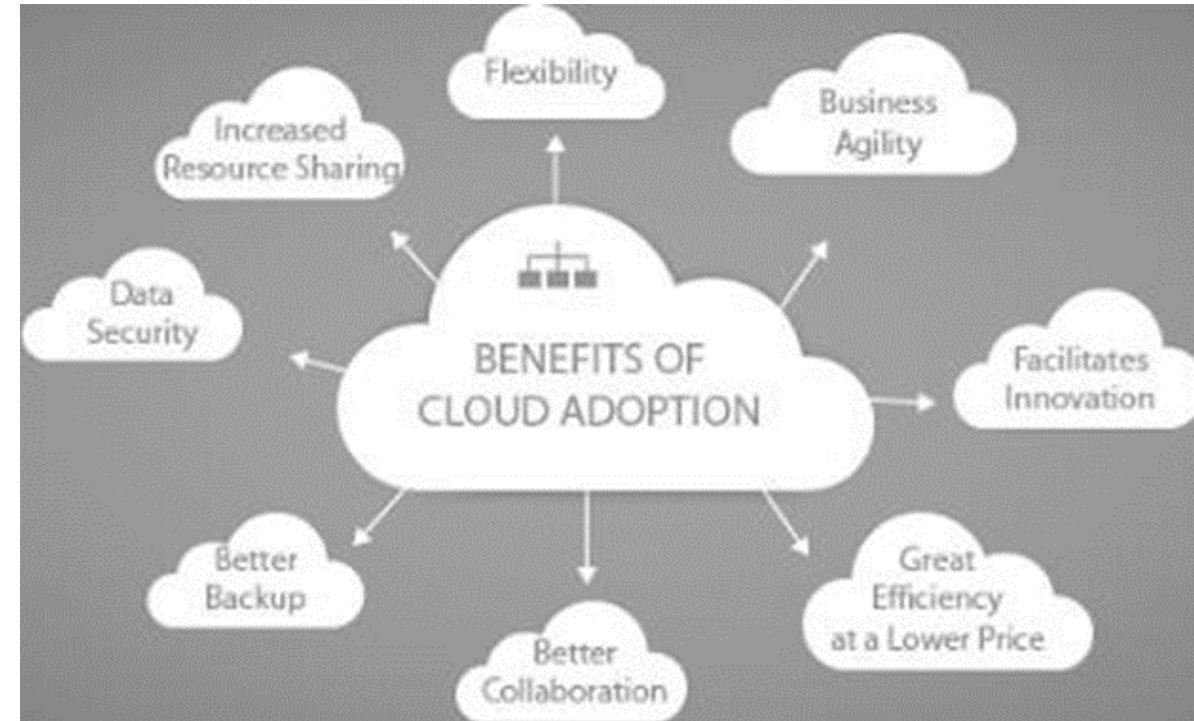 Flexibility
Business
Agility
Increased
Resource Sharing
Data
Security
BENEFITS OF
CLOUD ADOPTION
Facilitates
Innovation
Better
Backup
Great
Efficiency
at a Lower Price
Better
Collaboration